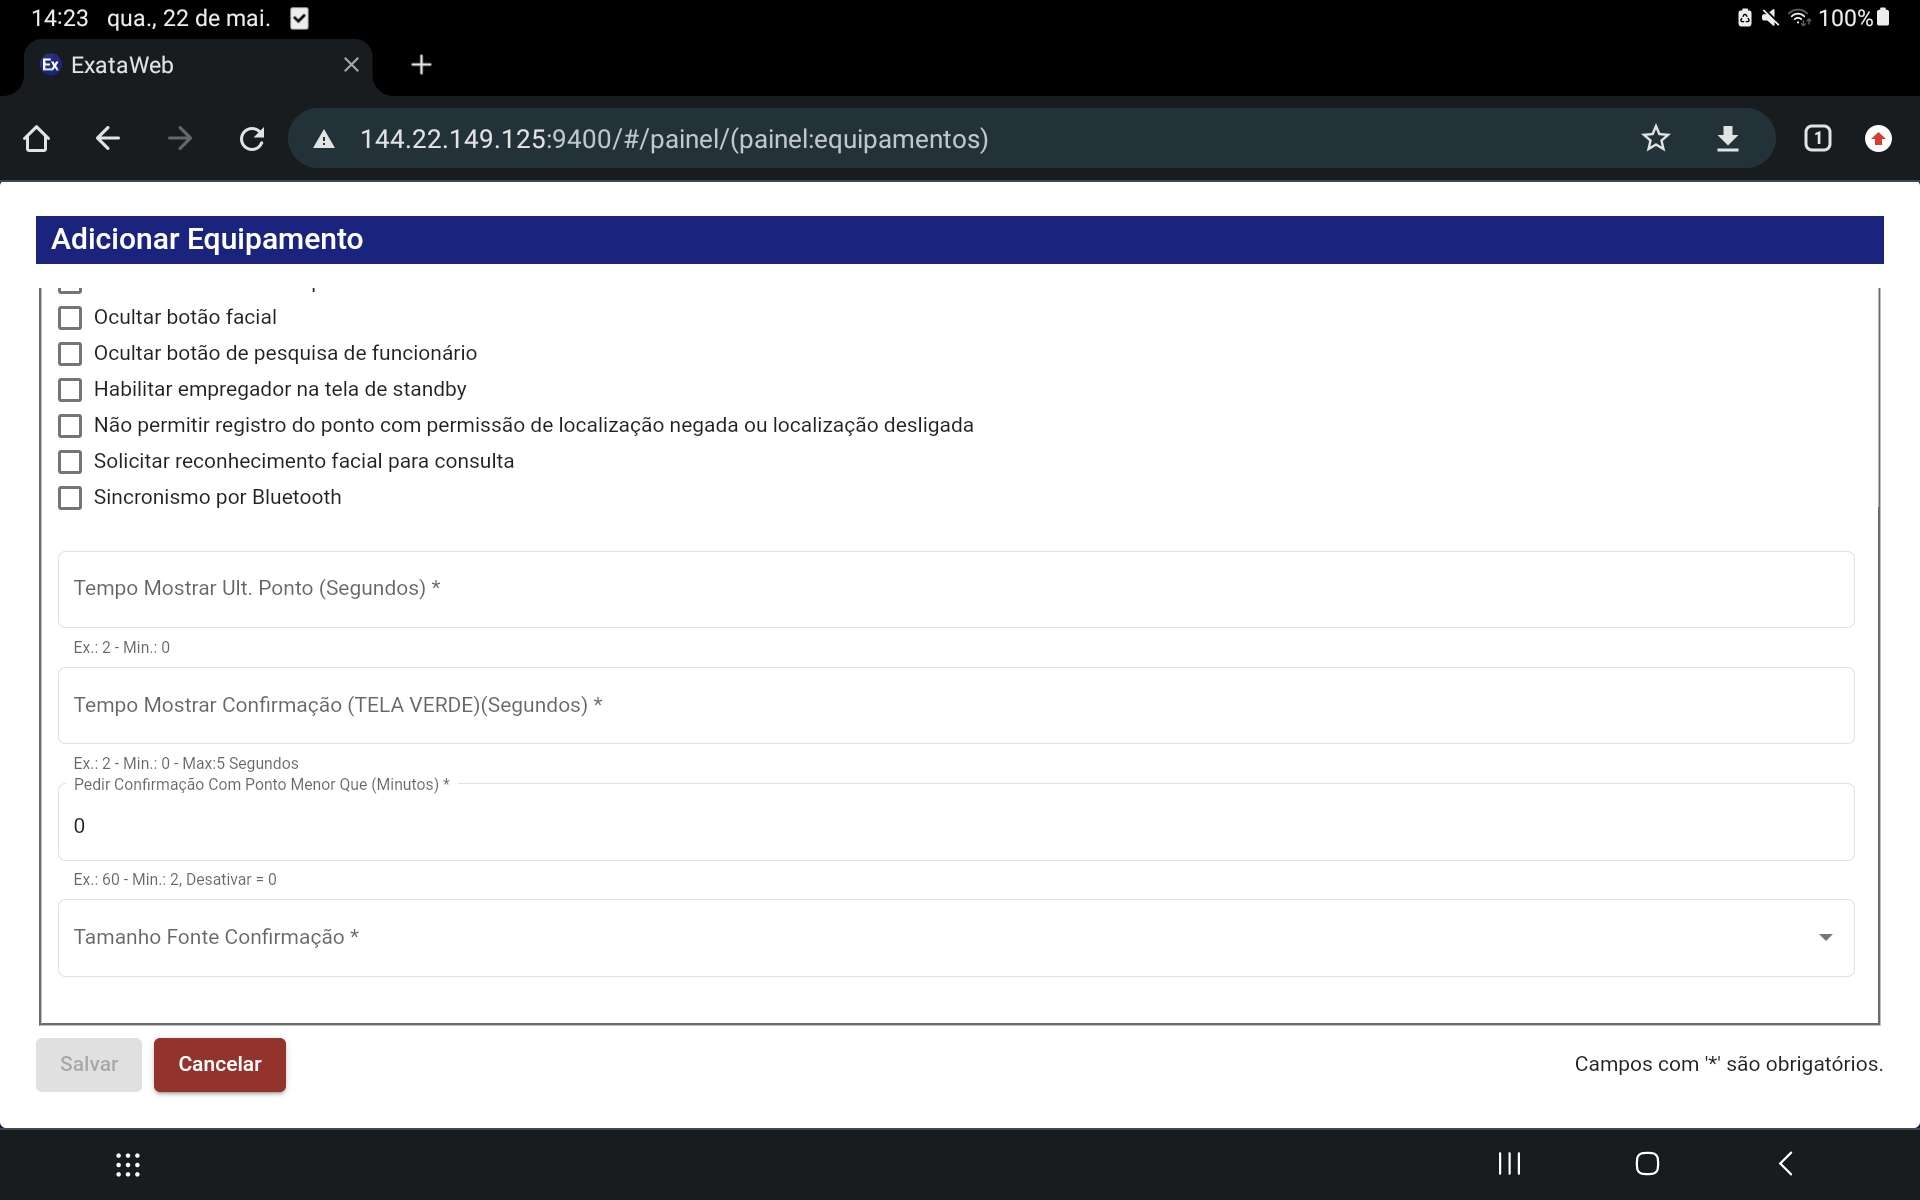 14:23 qua., 22 de mai.
100%
Ex ExataWeb
144.22.149.125:9400/#/painel/(painel:equipamentos)
1
Adicionar Equipamento
Ocultar botão facial
Ocultar botão de pesquisa de funcionário
Habilitar empregador na tela de standby
Não permitir registro do ponto com permissão de localização negada ou localização desligada
Solicitar reconhecimento facial para consulta
Sincronismo por Bluetooth
Tempo Mostrar Ult. Ponto (Segundos) *
Ex.: 2 - Min.: 0
Tempo Mostrar Confirmação (TELA VERDE)(Segundos) *
Ex.: 2 - Min.: 0 - Max:5 Segundos
Pedir Confirmação Com Ponto Menor Que (Minutos) *
0
Ex.: 60 - Min.: 2, Desativar = 0
Tamanho Fonte Confirmação *
Salvar
Cancelar
Campos com '*' são obrigatórios.